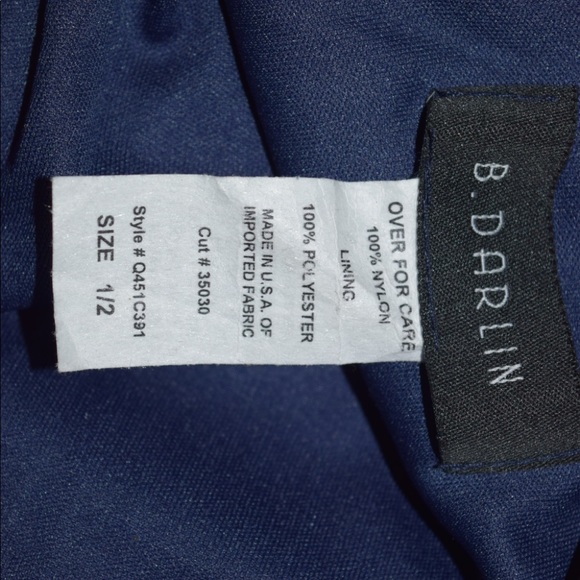 B.DARLIN
OVER FOR CARE
100% NYLON
LINING
100% POLYESTER
MADE IN U.S.A. OF
IMPORTED FABRIC
Cut # 35030
Style # Q451C391
SIZE 1/2